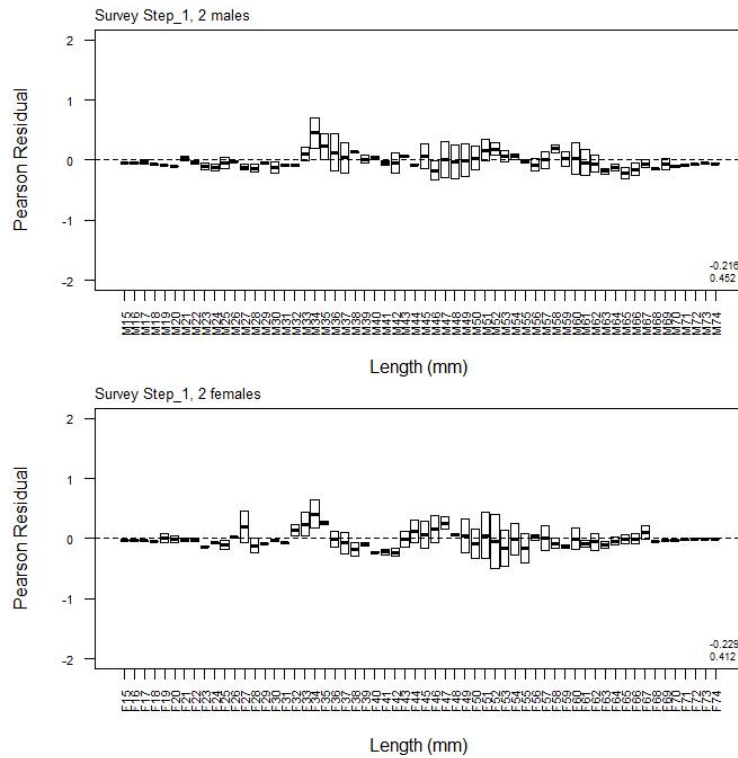 Survey Step_1, 2 males
Pearson Residual
2
1
0
-1
-2
-0.216
0.452
M15 M16 M17 M18 M19 M20 M21 M22 M23 M24 M25 M26 M27 M28 M29 M30 M31 M32 M33 M34 M35 M36 M37 M38 M39 M40 M41 M42 M43 M44 M45 M46 M47 M48 M49 M50 M51 M52 M53 M54 M55 M56 M57 M58 M59 M60 M61 M62 M63 M64 M65 M66 M67 M68 M69 M70 M71 M72 M73 M74
Length (mm)
Survey Step_1, 2 females
Pearson Residual
2
1
0
-1
-2
-0.229
0.412
F15 F16 F17 F18 F19 F20 F21 F22 F23 F24 F25 F26 F27 F28 F29 F30 F31 F32 F33 F34 F35 F36 F37 F38 F39 F40 F41 F42 F43 F44 F45 F46 F47 F48 F49 F50 F51 F52 F53 F54 F55 F56 F57 F58 F59 F60 F61 F62 F63 F64 F65 F66 F67 F68 F69 F70 F71 F72 F73 F74
Length (mm)